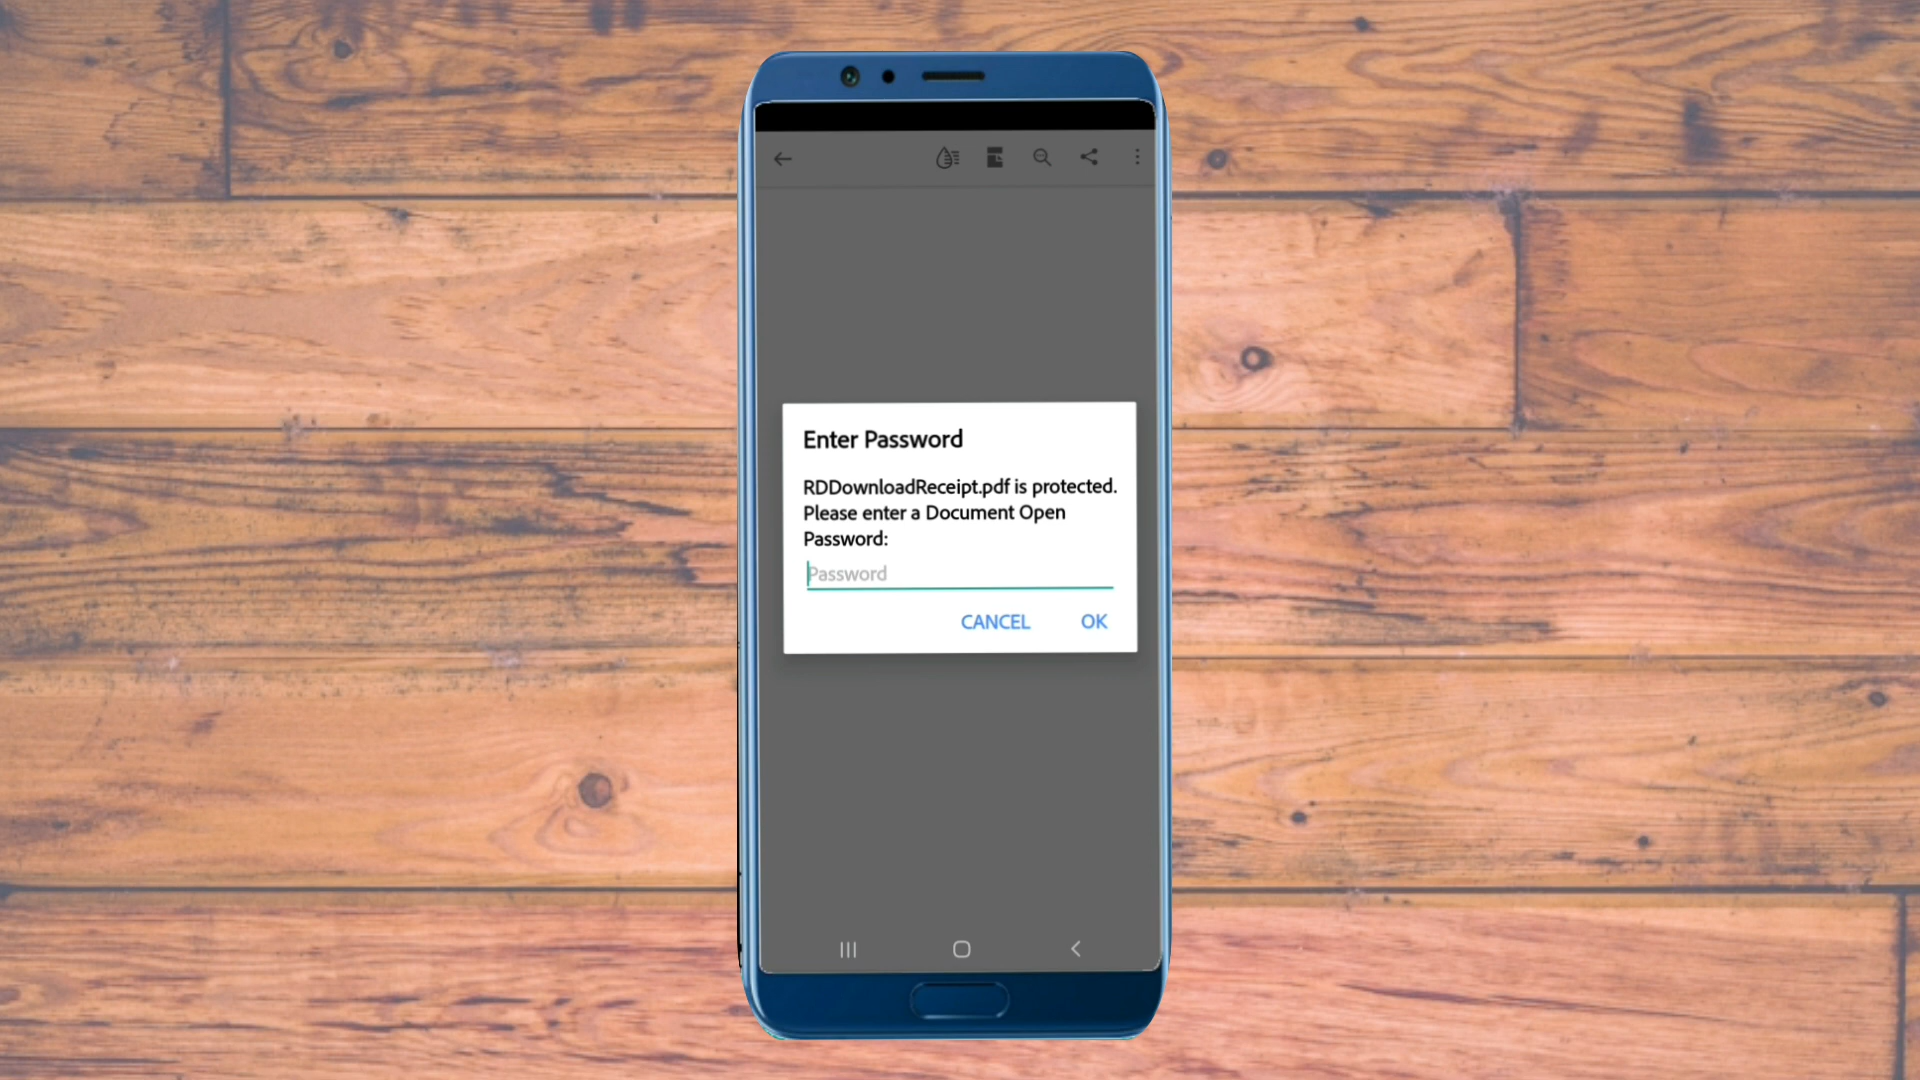 Enter Password
RDDownloadReceipt.pdf is protected.
Please enter a Document Open
Password:
Password
CANCEL OK